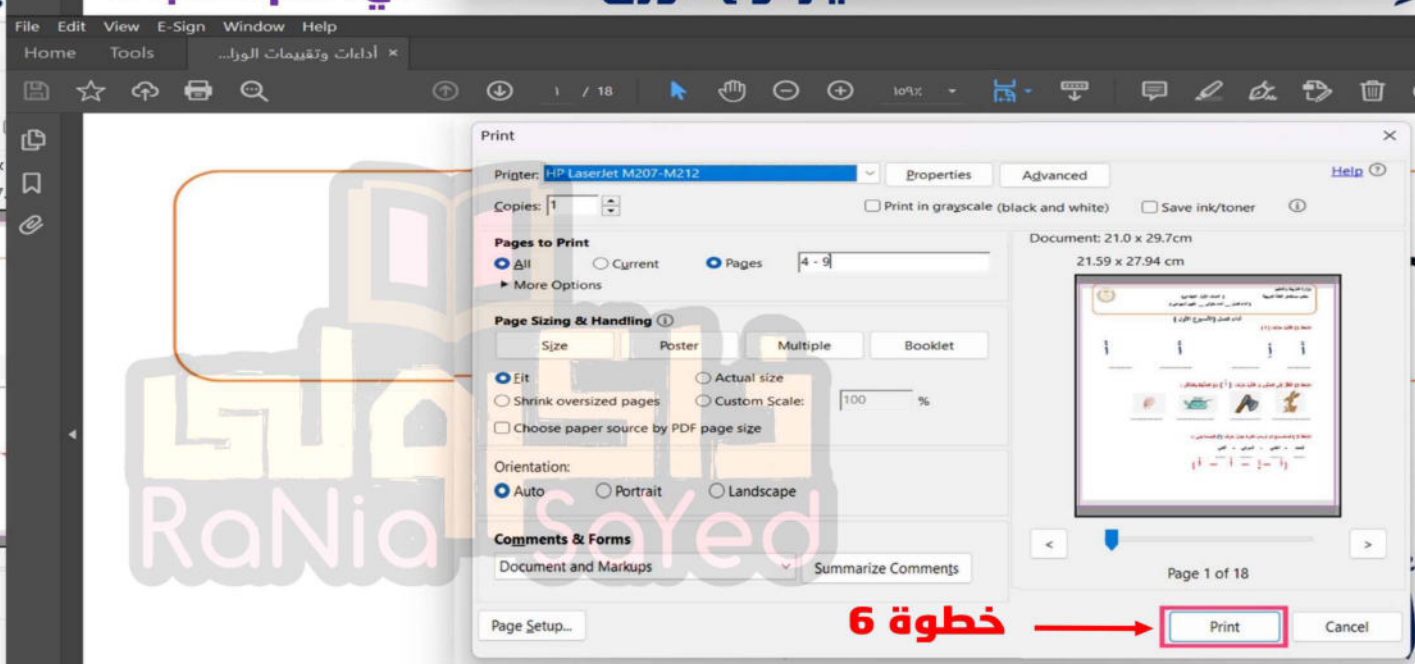 File Edit View E-Sign Window Help
Home Tools أداءات وتقييمات الوزا... ×
١ / 18 ١٠٩٪
Print
Printer: HP LaserJet M207-M212 Properties Advanced Help
Copies: 1 Print in grayscale (black and white) Save ink/toner
Pages to Print
All Current Pages 4 - 9
More Options
Page Sizing & Handling
Size Poster Multiple Booklet
Fit Actual size
Shrink oversized pages Custom Scale: 100 %
Choose paper source by PDF page size
Orientation:
Auto Portrait Landscape
Comments & Forms
Document and Markups Summarize Comments
Document: 21.0 x 29.7cm
21.59 x 27.94 cm
أ أ إ أ
< >
Page 1 of 18
RaNia SaYed
خطوة 6
Page Setup... Print Cancel